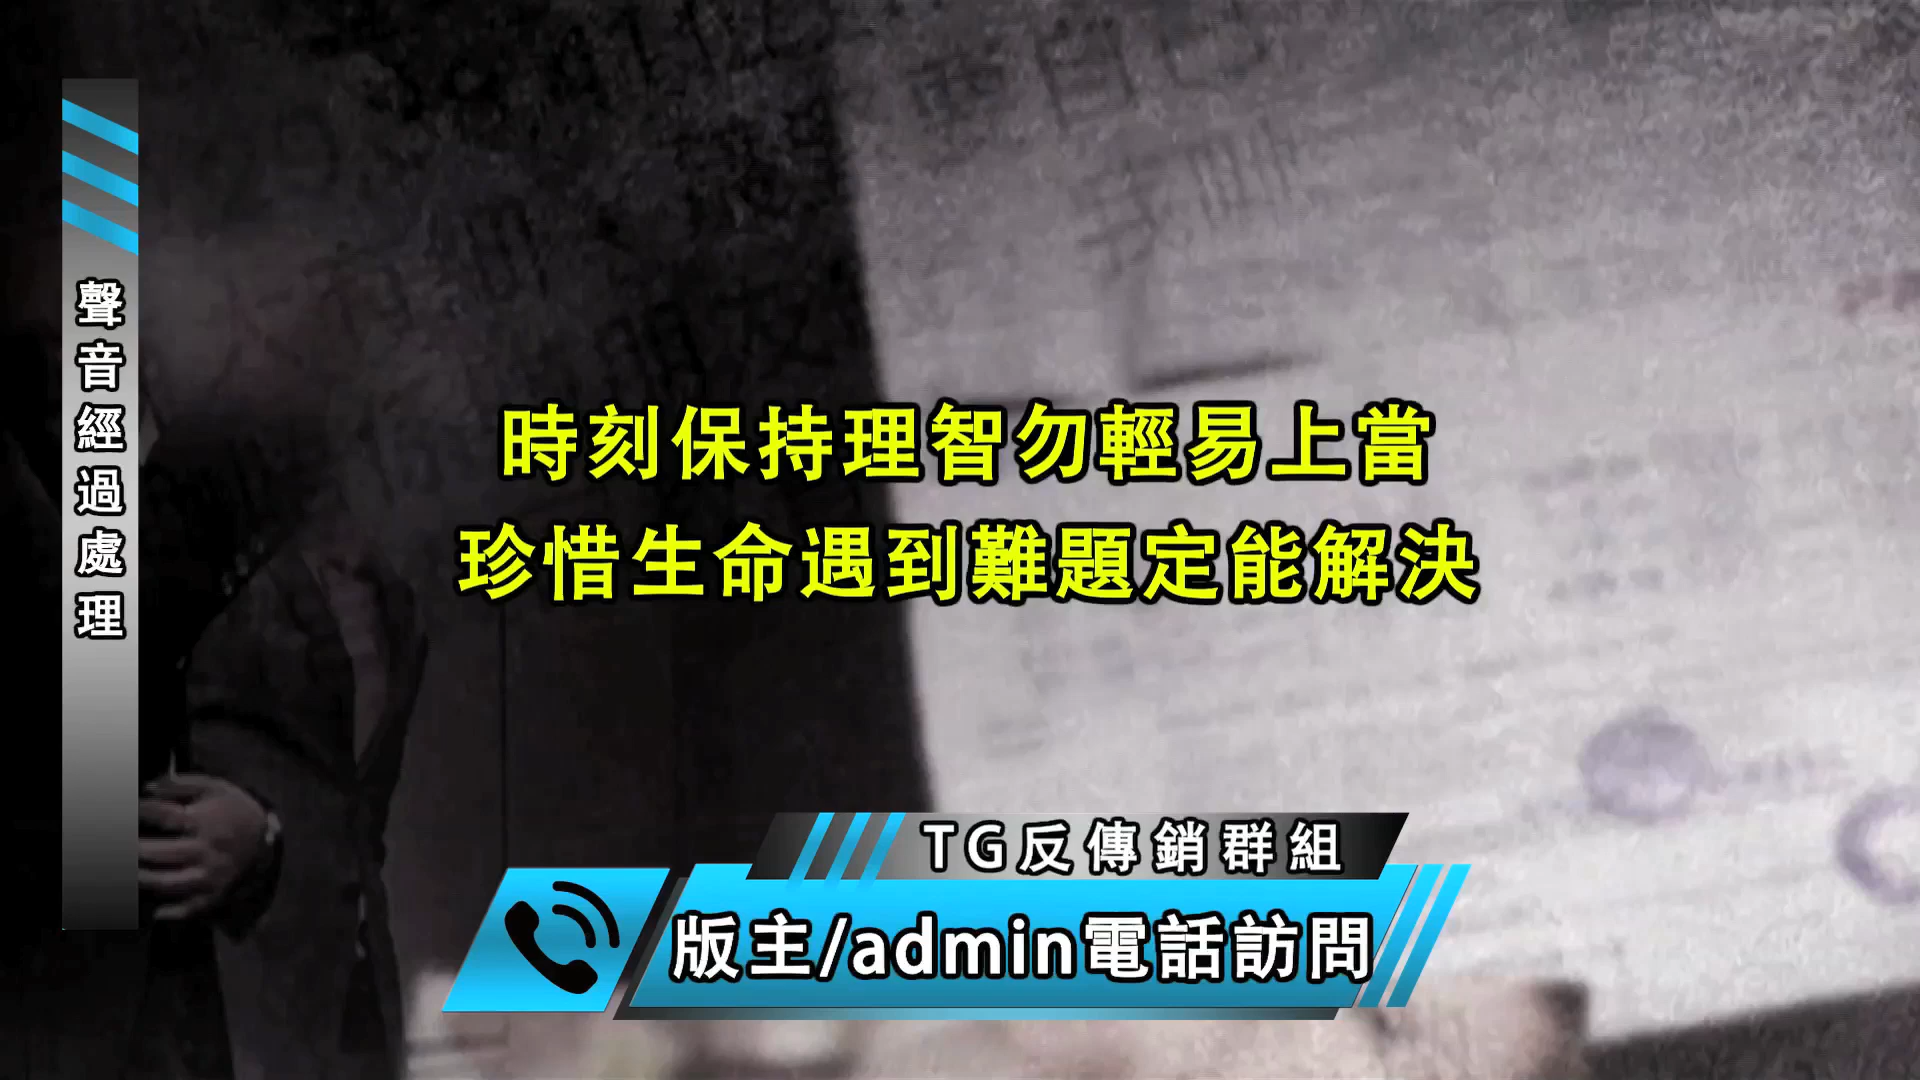 聲音經過處理
時刻保持理智勿輕易上當
珍惜生命遇到難題定能解決
TG反傳銷群組
版主/admin電話訪問